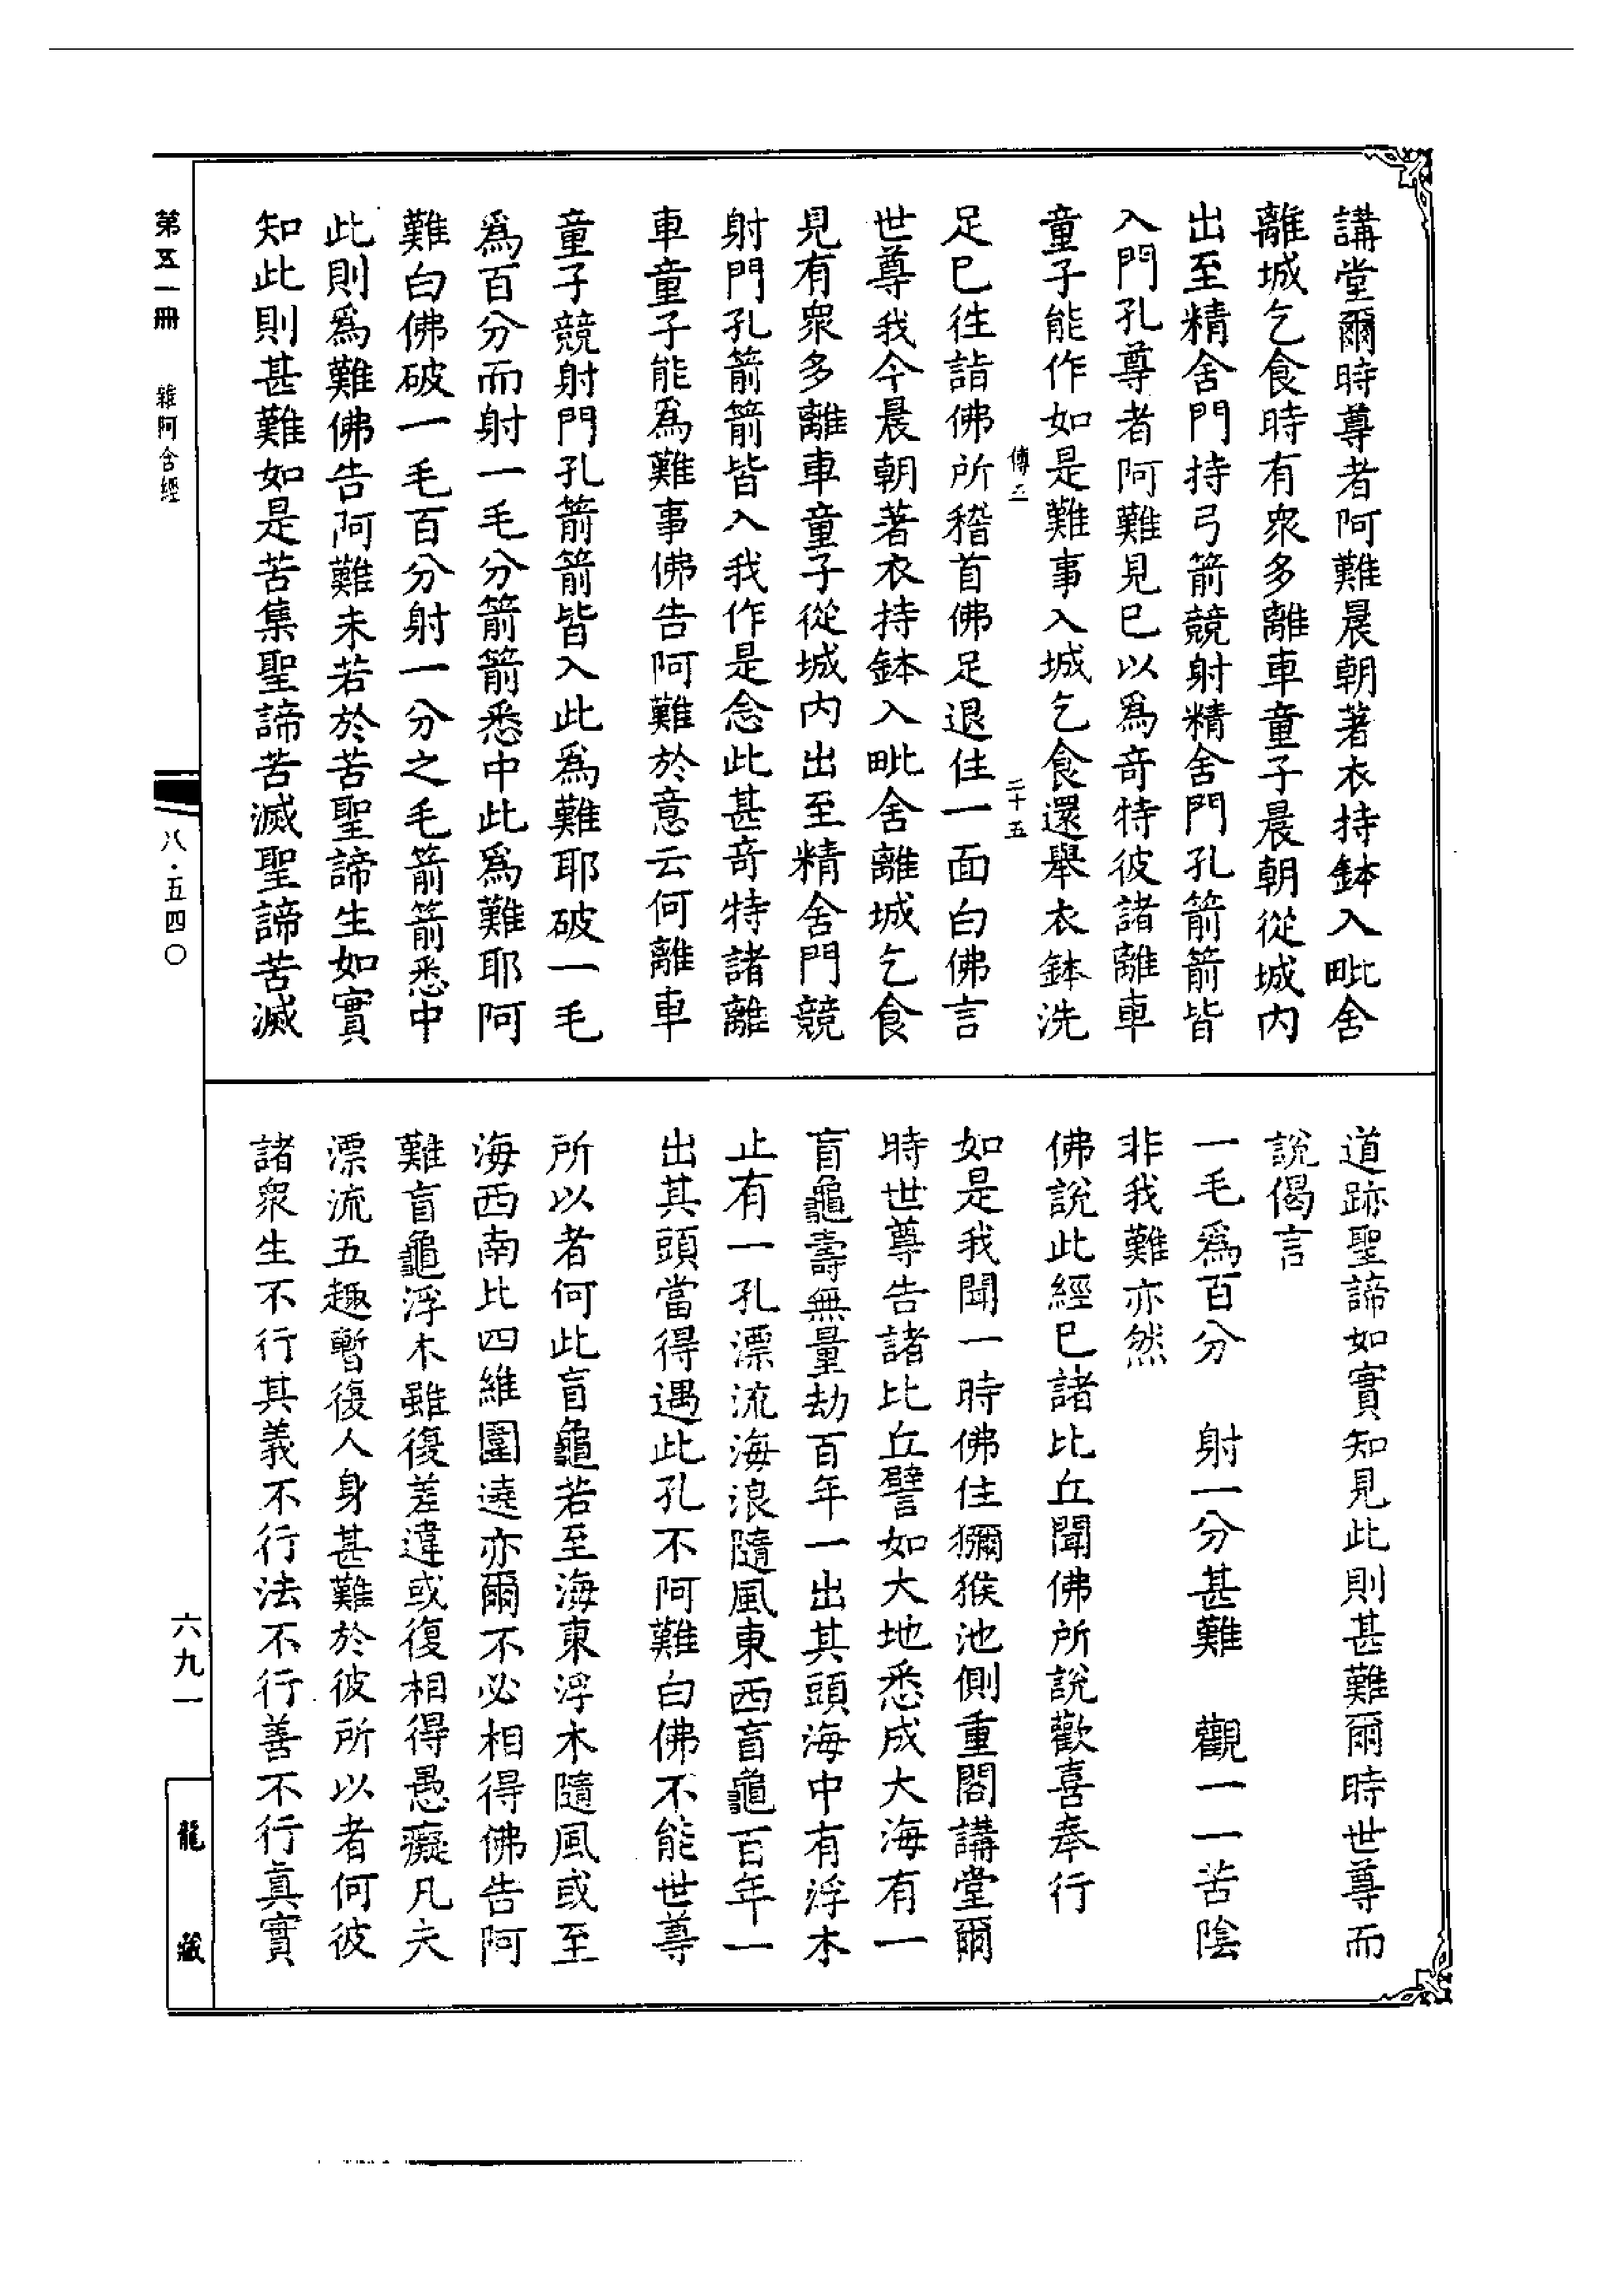 講堂爾時尊者阿難晨朝著衣持鉢入毗舍
離城乞食時有衆多離車童子晨朝從城內
出至精舍門持弓箭競射精舍門孔箭箭皆
入門孔尊者阿難見已以爲竒特彼諸離車
童子能作如是難事入城乞食還舉衣鉢洗
傳二 二十五
足已往詣佛所稽首佛足退住一面白佛言
世尊我今晨朝著衣持鉢入毗舍離城乞食
見有衆多離車童子從城內出至精舍門競
射門孔箭箭皆入我作是念此甚竒特諸離
車童子能爲難事佛告阿難於意云何離車
童子競射門孔箭箭皆入此爲難耶破一毛
爲百分而射一毛分箭箭悉中此爲難耶阿
難白佛破一毛百分射一分之毛箭箭悉中
此則爲難佛告阿難未若於苦聖諦生如實
知此則甚難如是苦集聖諦苦滅聖諦苦滅
道跡聖諦如實知見此則甚難爾時世尊而
說偈言
一毛爲百分 射一分甚難 觀一一苦陰
非我難亦然
佛說此經已諸比丘聞佛所說歡喜奉行
如是我聞一時佛住獼猴池側重閣講堂爾
時世尊告諸比丘譬如大地悉成大海有一
盲龜壽無量劫百年一出其頭海中有浮木
止有一孔漂流海浪隨風東西盲龜百年一
出其頭當得遇此孔不阿難白佛不能世尊
所以者何此盲龜若至海東浮木隨風或至
海西南北四維圍遶亦爾不必相得佛告阿
難盲龜浮木雖復差違或復相得愚癡凡夫
漂流五趣暫復人身甚難於彼所以者何彼
諸衆生不行其義不行法不行善不行眞實
第五一冊 雜阿含經
八·五四〇
六九一
龍藏